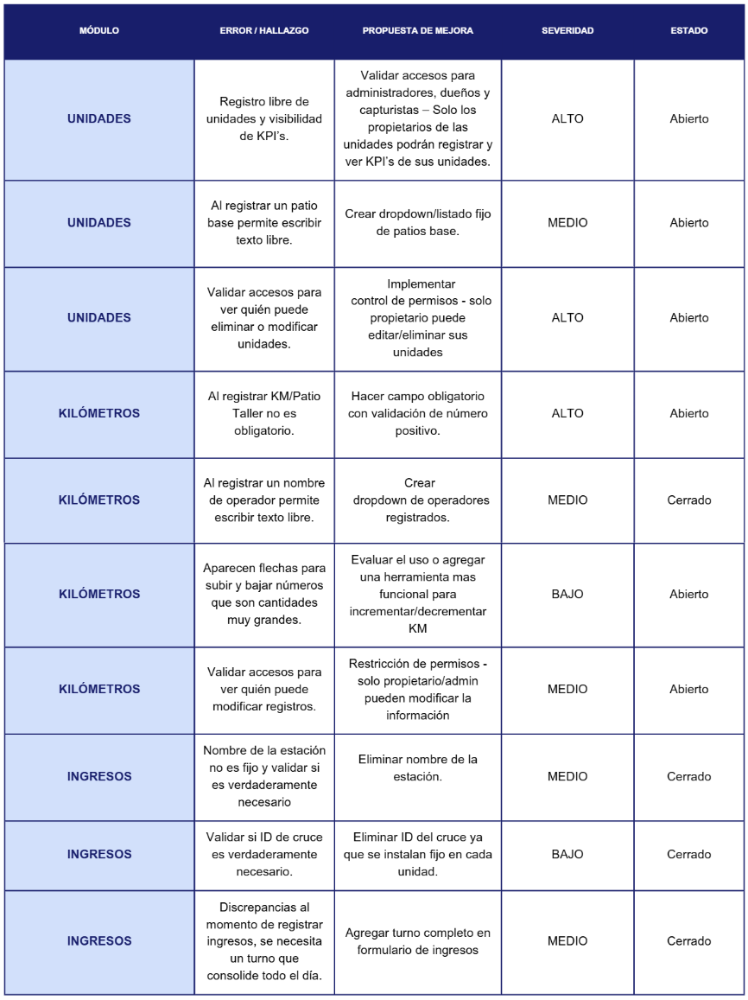 MÓDULO
ERROR / HALLAZGO
PROPUESTA DE MEJORA
SEVERIDAD
ESTADO
UNIDADES
Registro libre de
unidades y visibilidad
de KPI's.
Validar accesos para
administradores, dueños y
capturistas – Solo los
propietarios de las
unidades podrán registrar y
ver KPI's de sus unidades.
ALTO
Abierto
UNIDADES
Al registrar un patio
base permite escribir
texto libre.
Crear dropdown/listado fijo
de patios base.
MEDIO
Abierto
UNIDADES
Validar accesos para
ver quién puede
eliminar o modificar
unidades.
Implementar
control de permisos - solo
propietario puede
editar/eliminar sus
unidades
ALTO
Abierto
KILÓMETROS
Al registrar KM/Patio
Taller no es
obligatorio.
Hacer campo obligatorio
con validación de número
positivo.
ALTO
Abierto
KILÓMETROS
Al registrar un nombre
de operador permite
escribir texto libre.
Crear
dropdown de operadores
registrados.
MEDIO
Cerrado
KILÓMETROS
Aparecen flechas para
subir y bajar números
que son cantidades
muy grandes.
Evaluar el uso o agregar
una herramienta mas
funcional para
incrementar/decrementar
KM
BAJO
Abierto
KILÓMETROS
Validar accesos para
ver quién puede
modificar registros.
Restricción de permisos -
solo propietario/admin
pueden modificar la
información
MEDIO
Abierto
INGRESOS
Nombre de la estación
no es fijo y validar si
es verdaderamente
necesario
Eliminar nombre de la
estación.
MEDIO
Cerrado
INGRESOS
Validar si ID de cruce
es verdaderamente
necesario.
Eliminar ID del cruce ya
que se instalan fijo en cada
unidad.
BAJO
Cerrado
INGRESOS
Discrepancias al
momento de registrar
ingresos, se necesita
un turno que
consolide todo el día.
Agregar turno completo en
formulario de ingresos
MEDIO
Cerrado